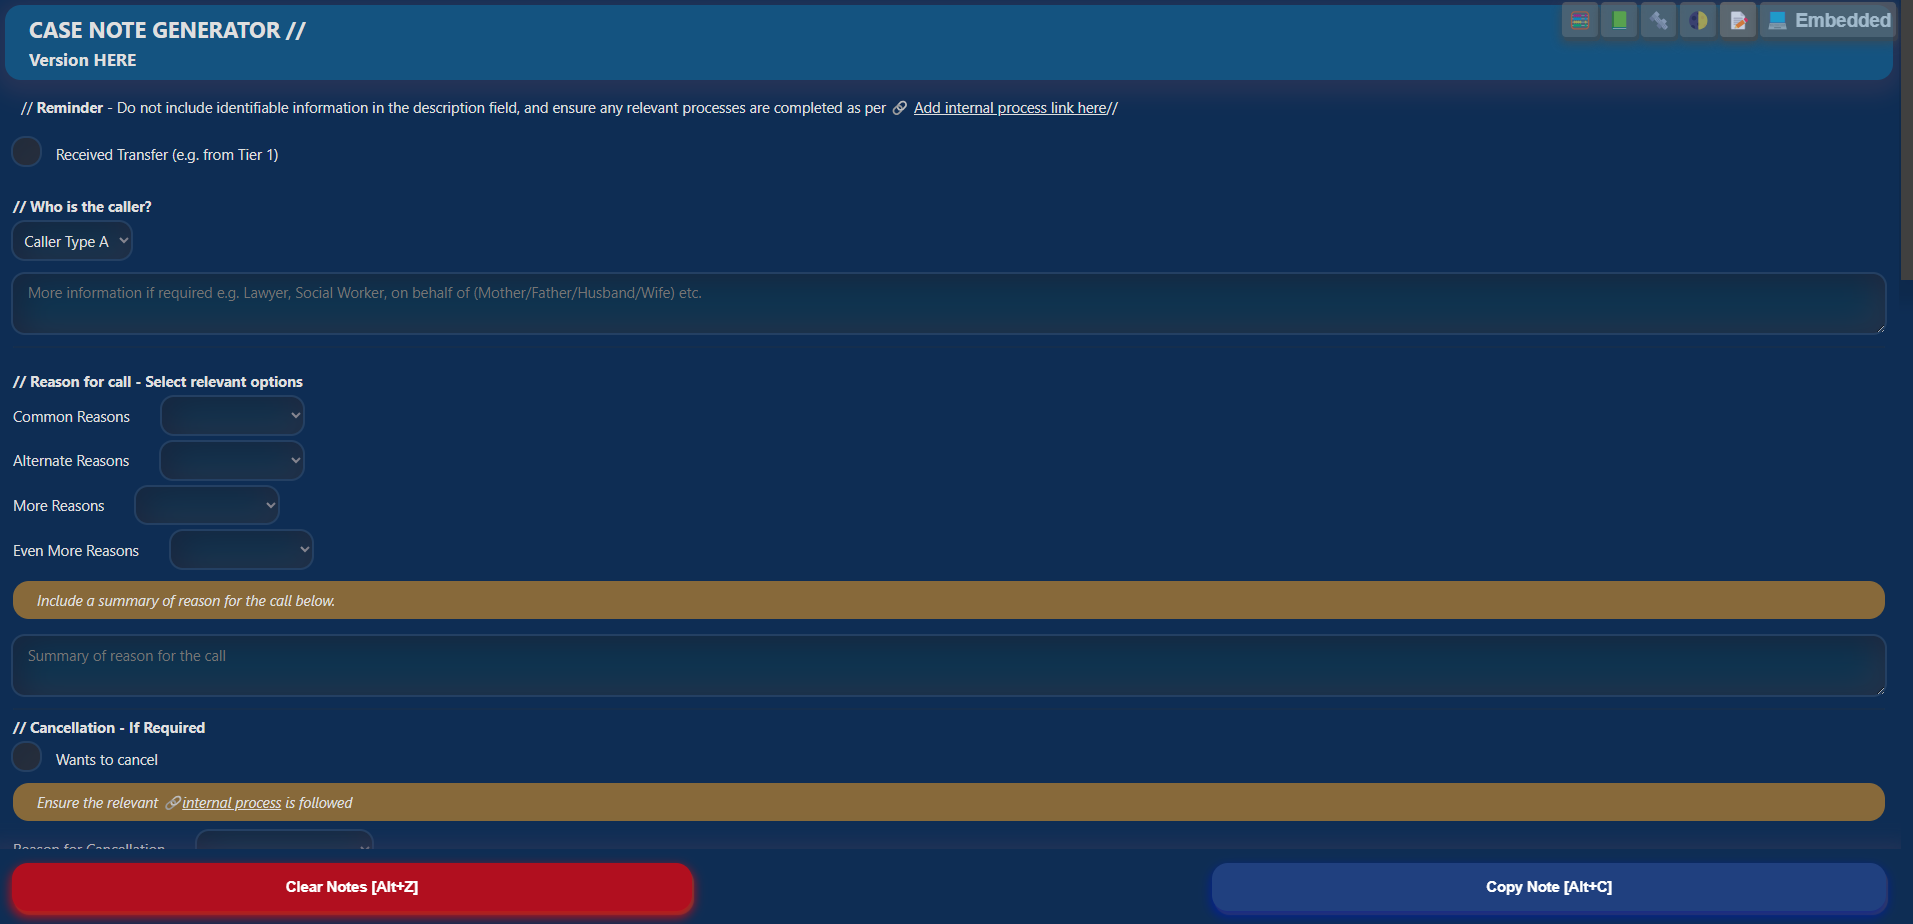 CASE NOTE GENERATOR //
Embedded
Version HERE
// Reminder - Do not include identifiable information in the description field, and ensure any relevant processes are completed as per Add internal process link here//
Received Transfer (e.g. from Tier 1)
// Who is the caller?
Caller Type A
More information if required e.g. Lawyer, Social Worker, on behalf of (Mother/Father/Husband/Wife) etc.
// Reason for call - Select relevant options
Common Reasons
Alternate Reasons
More Reasons
Even More Reasons
Include a summary of reason for the call below.
Summary of reason for the call
// Cancellation - If Required
Wants to cancel
Ensure the relevant internal process is followed
Reason for Cancellation
Clear Notes [Alt+Z]
Copy Note [Alt+C]